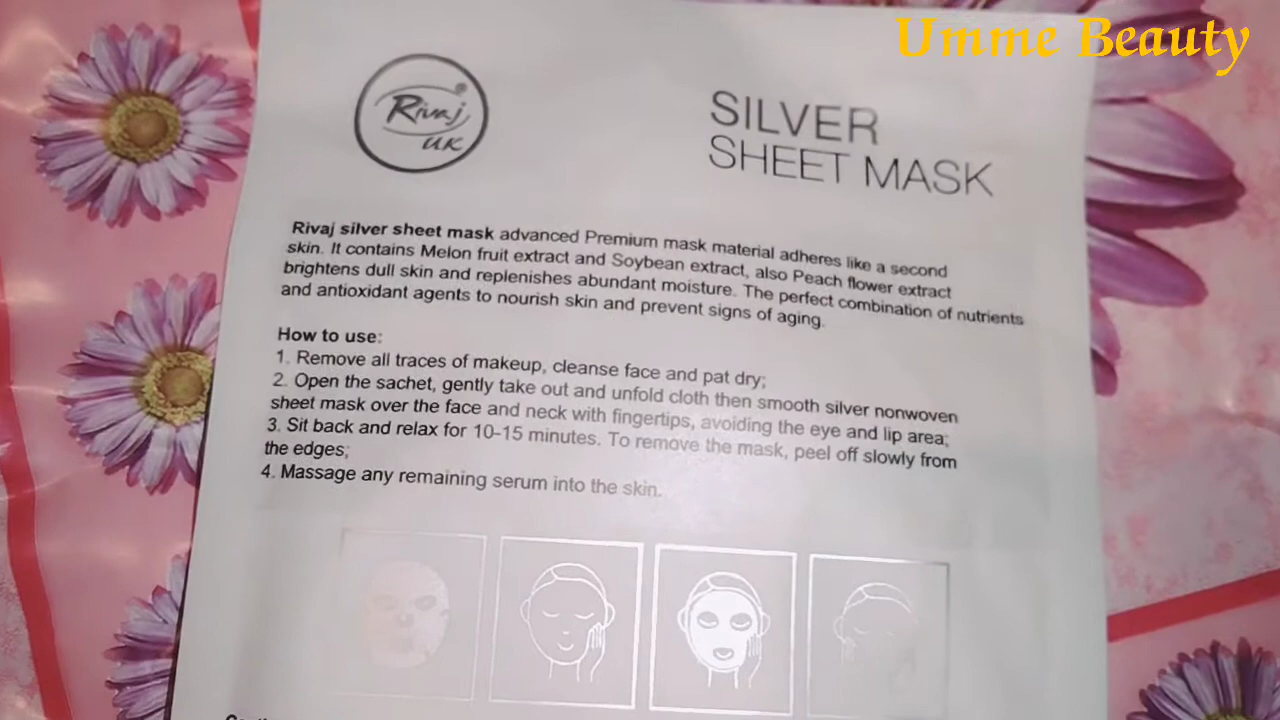 Umme Beauty
Rivaj
UK
SILVER
SHEET MASK
Rivaj silver sheet mask advanced Premium mask material adheres like a second
skin. It contains Melon fruit extract and Soybean extract, also Peach flower extract
brightens dull skin and replenishes abundant moisture. The perfect combination of nutrients
and antioxidant agents to nourish skin and prevent signs of aging.
How to use:
1. Remove all traces of makeup, cleanse face and pat dry;
2. Open the sachet, gently take out and unfold cloth then smooth silver nonwoven
sheet mask over the face and neck with fingertips, avoiding the eye and lip area;
3. Sit back and relax for 10-15 minutes. To remove the mask, peel off slowly from
the edges;
4. Massage any remaining serum into the skin.